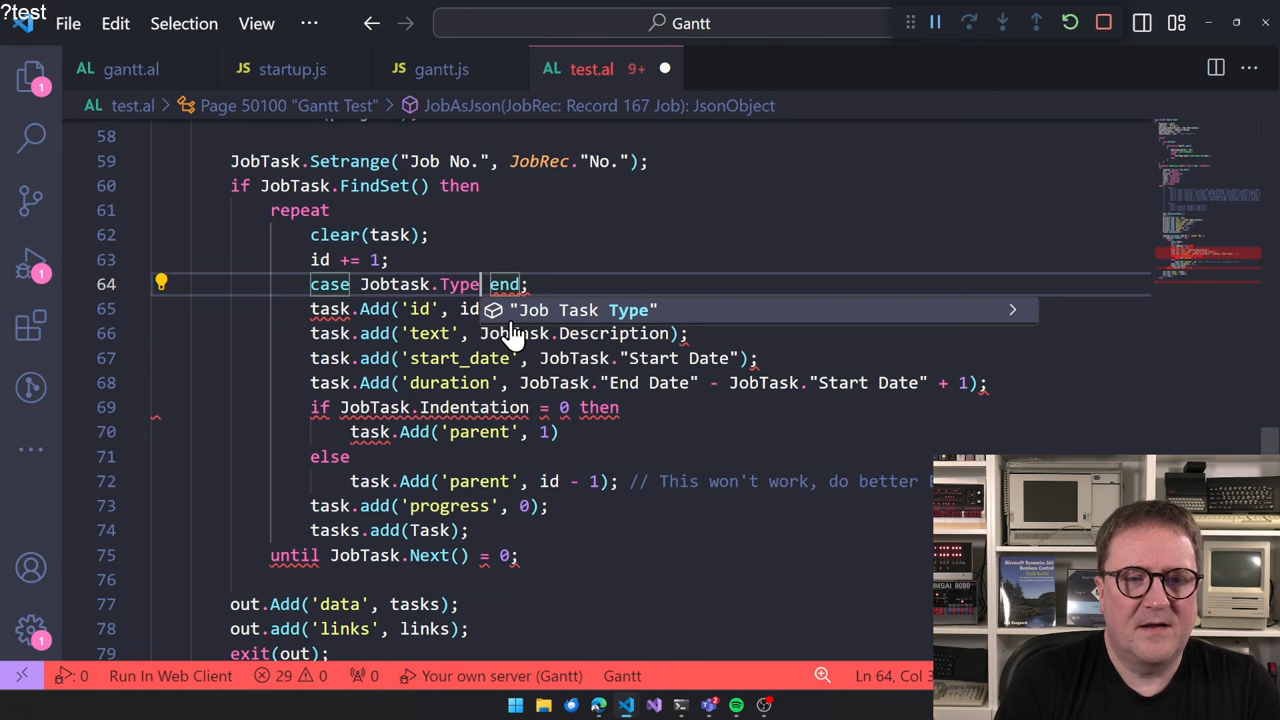 ?test
File Edit Selection View ··· Gantt
AL gantt.al JS startup.js JS gantt.js AL test.al 9+
AL test.al > Page 50100 "Gantt Test" > JobAsJson(JobRec: Record 167 Job): JsonObject
58
59 JobTask.Setrange("Job No.", JobRec."No.");
60 if JobTask.FindSet() then
61 repeat
62 clear(task);
63 id += 1;
64 case Jobtask.Type end;
"Job Task Type"
65 task.Add('id', id
66 task.add('text', JobTask.Description);
67 task.add('start_date', JobTask."Start Date");
68 task.Add('duration', JobTask."End Date" - JobTask."Start Date" + 1);
69 if JobTask.Indentation = 0 then
70 task.Add('parent', 1)
71 else
72 task.Add('parent', id - 1); // This won't work, do better
73 task.Add('progress', 0);
74 tasks.add(Task);
75 until JobTask.Next() = 0;
76
77 out.Add('data', tasks);
78 out.add('links', links);
79 exit(out);
0 Run In Web Client 29 0 0 Your own server (Gantt) Gantt Ln 64, Col 3